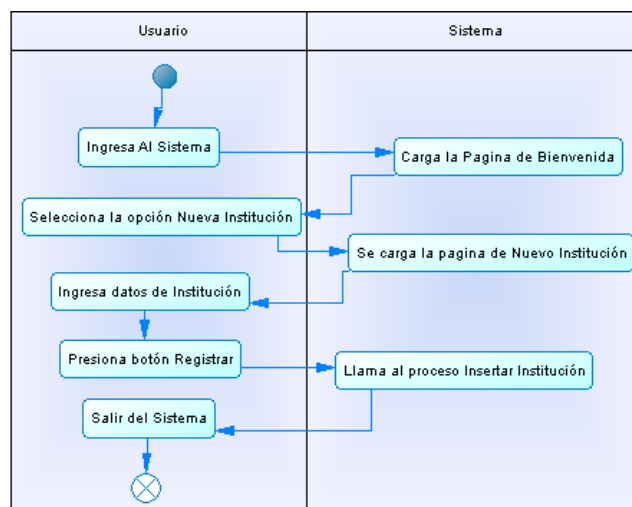 Usuario
Sistema
Ingresa Al Sistema
Carga la Pagina de Bienvenida
Selecciona la opción Nueva Institución
Se carga la pagina de Nuevo Institución
Ingresa datos de Institución
Presiona botón Registrar
Llama al proceso Insertar Institución
Salir del Sistema